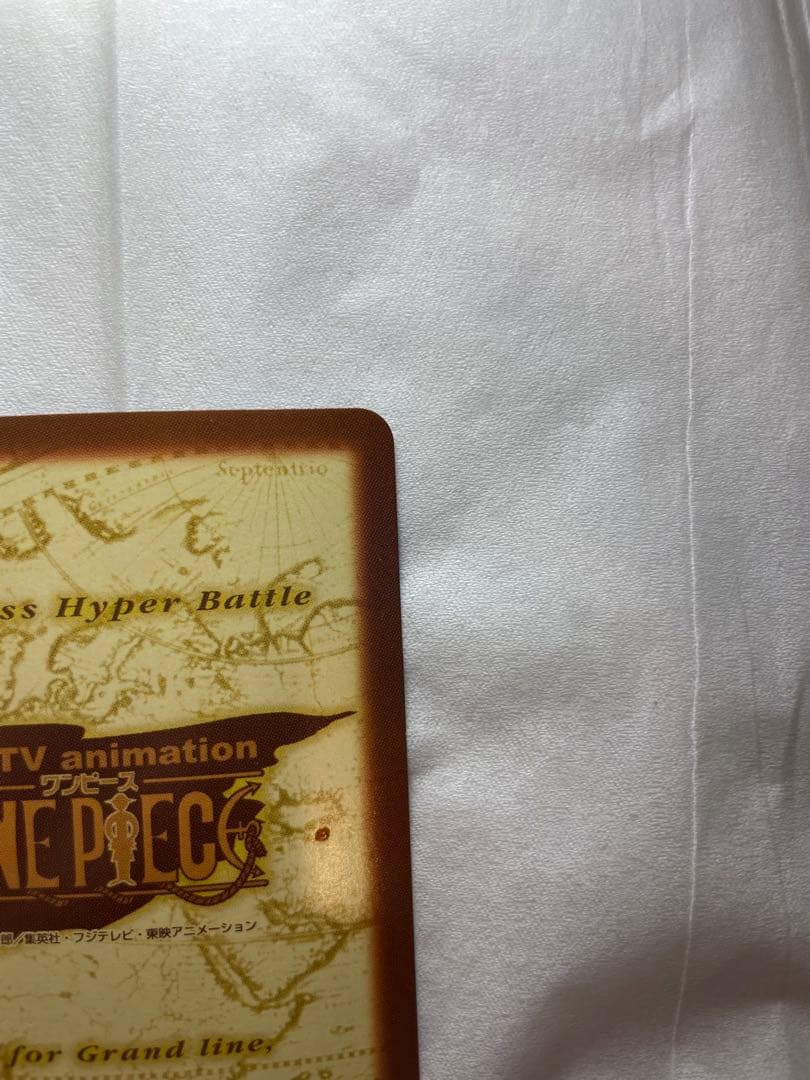 Septentrio
ss Hyper Battle
TV animation
ワンピース
NE PIECE
郎/集英社・フジテレビ・東映アニメーション
for Grand line,